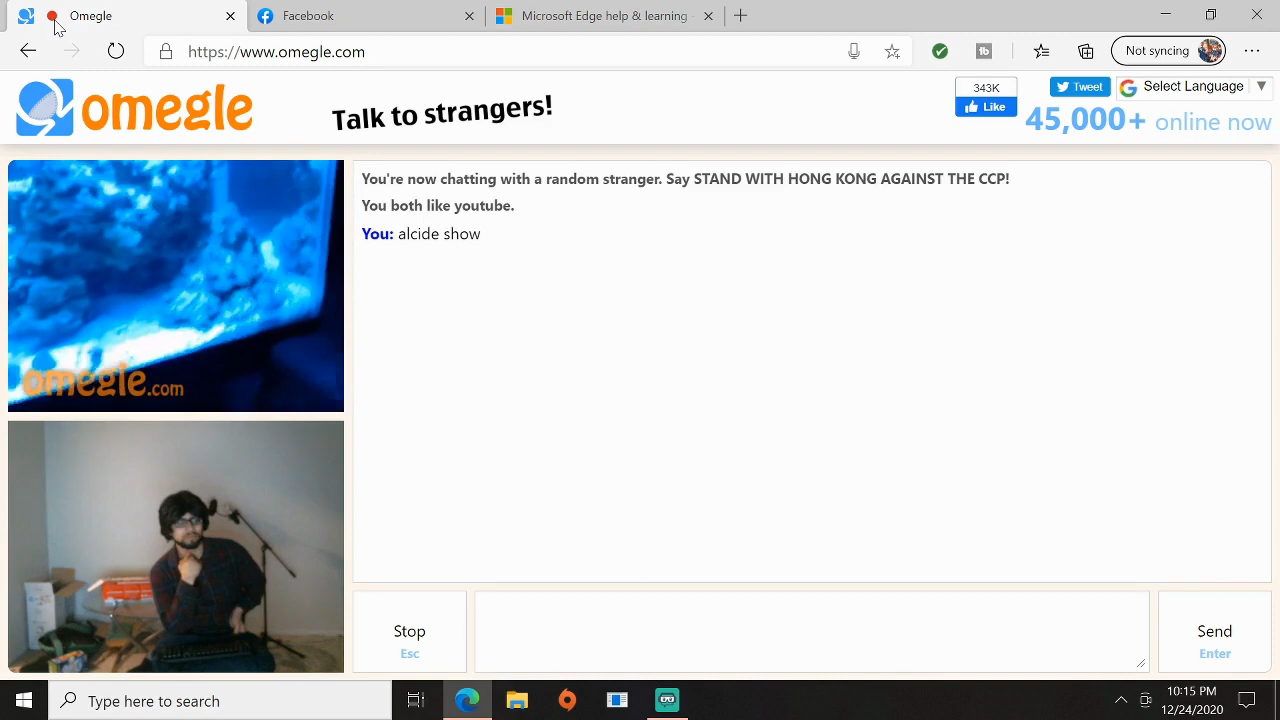 Omegle
Facebook
Microsoft Edge help & learning
https://www.omegle.com
Not syncing
omegle
Talk to strangers!
343K
Like
Tweet
Select Language
45,000+ online now
You're now chatting with a random stranger. Say STAND WITH HONG KONG AGAINST THE CCP!
You both like youtube.
You: alcide show
omegle.com
Stop
Esc
Send
Enter
Type here to search
10:15 PM
12/24/2020